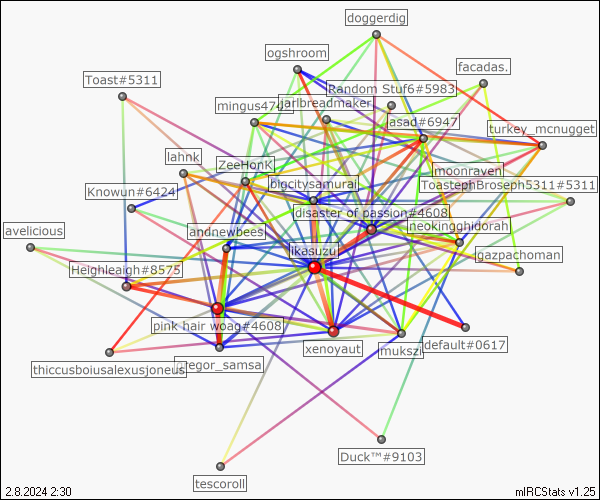 doggerdig
ogshroom
facadas.
Toast#5311
Random Stuf6#5983
mingus474
jarlbreadmaker
asad#6947
turkey_mcnugget
lahnk
ZeeHonK
moonraven
bigcitysamurai
ToastephBroseph5311#5311
Knowun#6424
disaster of passion#4608
neokingghidorah
avelicious
andnewbees
ikasuzu
gazpachoman
Heighleaigh#8575
pink hair woag#4608
xenoyaut
mukszi
default#0617
thiccusboiusalexusjoneus
gregor_samsa
Duck™#9103
tescoroll
2.8.2024 2:30
mIRCStats v1.25